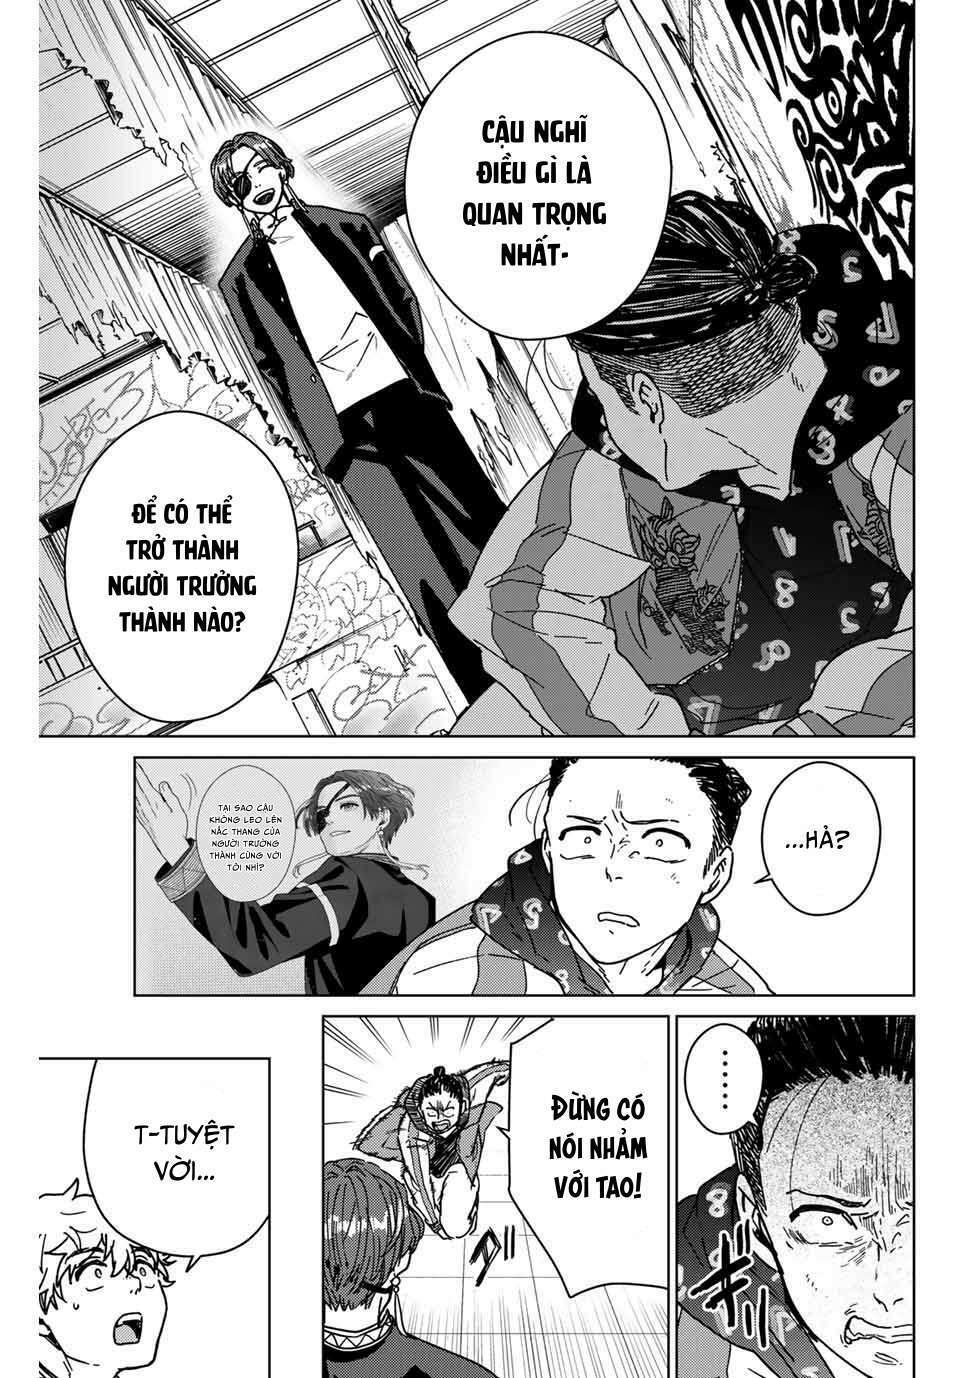 CẬU NGHĨ
ĐIỀU GÌ LÀ
QUAN TRỌNG
NHẤT-
ĐỂ CÓ THỂ
TRỞ THÀNH
NGƯỜI TRƯỞNG
THÀNH NÀO?
...HẢ?
TẠI SAO CẬU
KHÔNG LEO LÊN
NẤC THANG CỦA
NGƯỜI TRƯỞNG
THÀNH CÙNG VỚI
TÔI NHỈ?
......
ĐỪNG CÓ
NÓI NHẢM
VỚI TAO!
T-TUYỆT
VỜI...